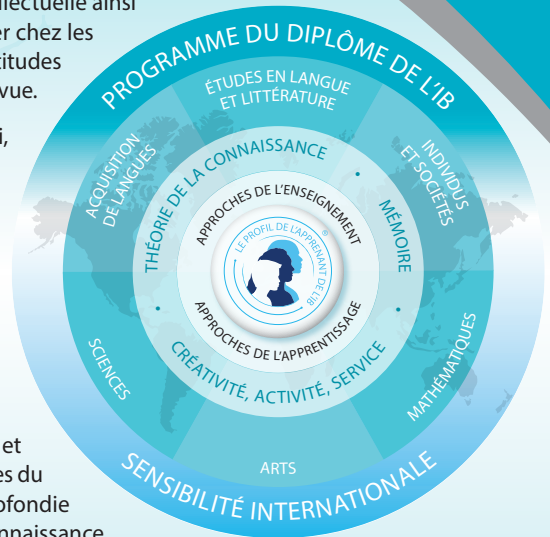 lectuelle ainsi
er chez les
titudes
vue.
i,
et
es du
ofondie
nnaissance
PROGRAMME DU DIPLÔME DE L'IB
ÉTUDES EN LANGUE
ET LITTÉRATURE
ACQUISITION
DE LANGUES
INDIVIDUS
ET SOCIÉTÉS
THÉORIE DE LA CONNAISSANCE
MÉMOIRE
APPROCHES DE L'ENSEIGNEMENT
LE PROFIL DE L'APPRENANT DE L'IB ®
APPROCHES DE L'APPRENTISSAGE
CRÉATIVITÉ, ACTIVITÉ, SERVICE
SCIENCES
MATHÉMATIQUES
ARTS
SENSIBILITÉ INTERNATIONALE